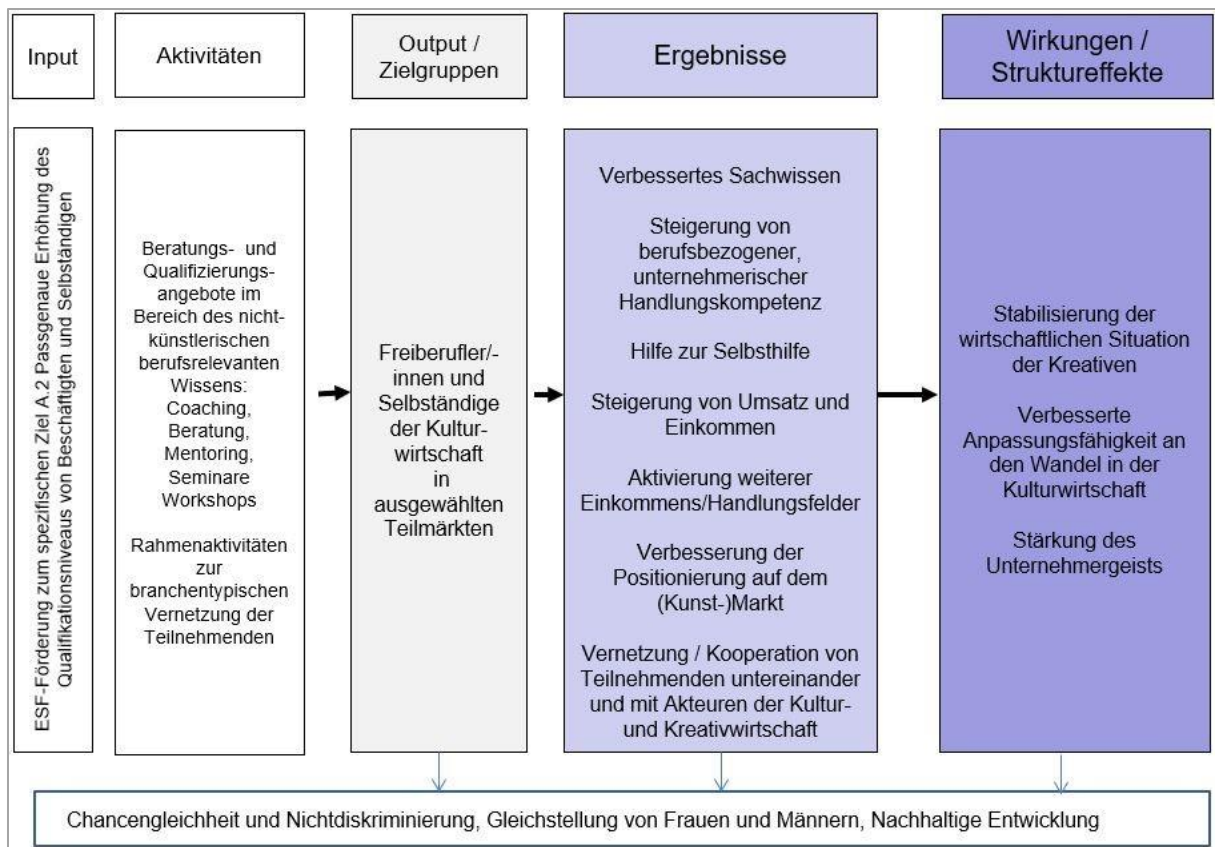 Input
Aktivitäten
Output /
Zielgruppen
Ergebnisse
Wirkungen /
Struktureffekte
ESF-Förderung zum spezifischen Ziel A.2 Passgenaue Erhöhung des
Qualifikationsniveaus von Beschäftigten und Selbständigen
Beratungs- und
Qualifizierungs-
angebote im
Bereich des nicht-
künstlerischen
berufsrelevanten
Wissens:
Coaching,
Beratung,
Mentoring,
Seminare
Workshops
Rahmenaktivitäten
zur
branchentypischen
Vernetzung der
Teilnehmenden
Freiberufler/-
innen und
Selbständige
der Kultur-
wirtschaft
in
ausgewählten
Teilmärkten
Verbessertes Sachwissen
Steigerung von
berufsbezogener,
unternehmerischer
Handlungskompetenz
Hilfe zur Selbsthilfe
Steigerung von Umsatz und
Einkommen
Aktivierung weiterer
Einkommens/Handlungsfelder
Verbesserung der
Positionierung auf dem
(Kunst-)Markt
Vernetzung / Kooperation von
Teilnehmenden untereinander
und mit Akteuren der Kultur-
und Kreativwirtschaft
Stabilisierung der
wirtschaftlichen Situation
der Kreativen
Verbesserte
Anpassungsfähigkeit an
den Wandel in der
Kulturwirtschaft
Stärkung des
Unternehmergeists
Chancengleichheit und Nichtdiskriminierung, Gleichstellung von Frauen und Männern, Nachhaltige Entwicklung